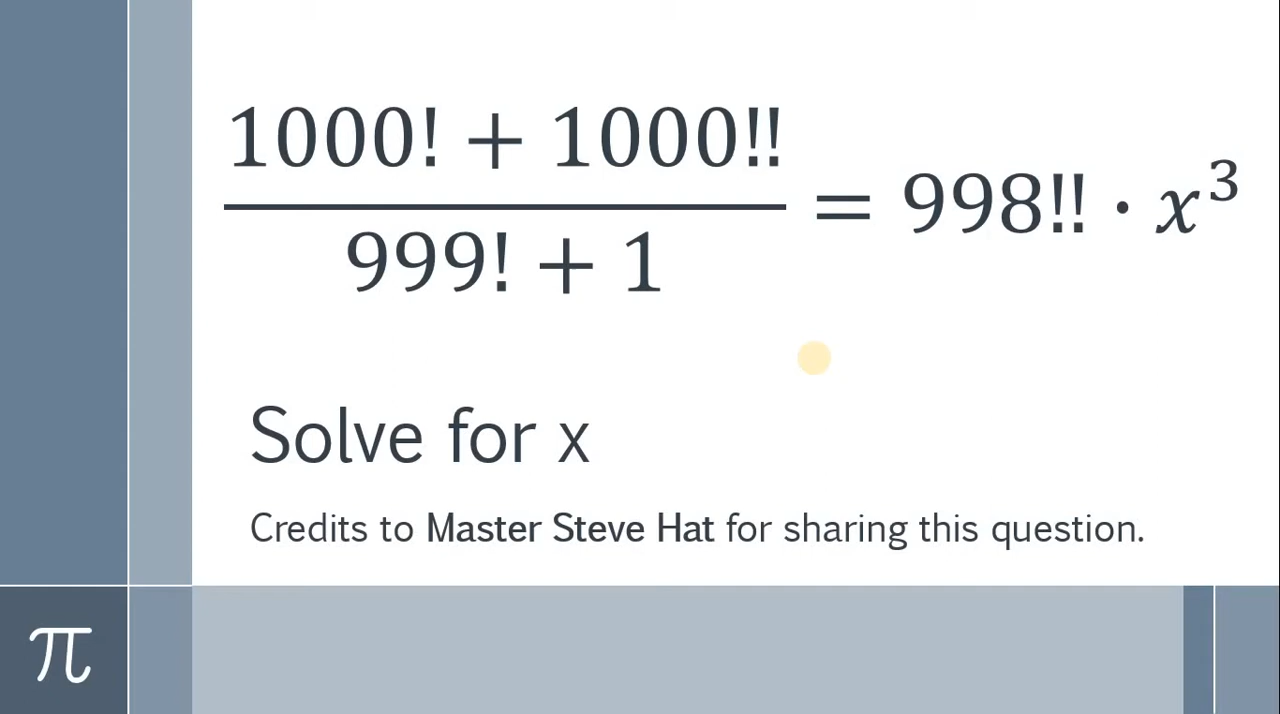 1000! + 1000!!
999! + 1
= 998!! · x³
Solve for x
Credits to Master Steve Hat for sharing this question.
π